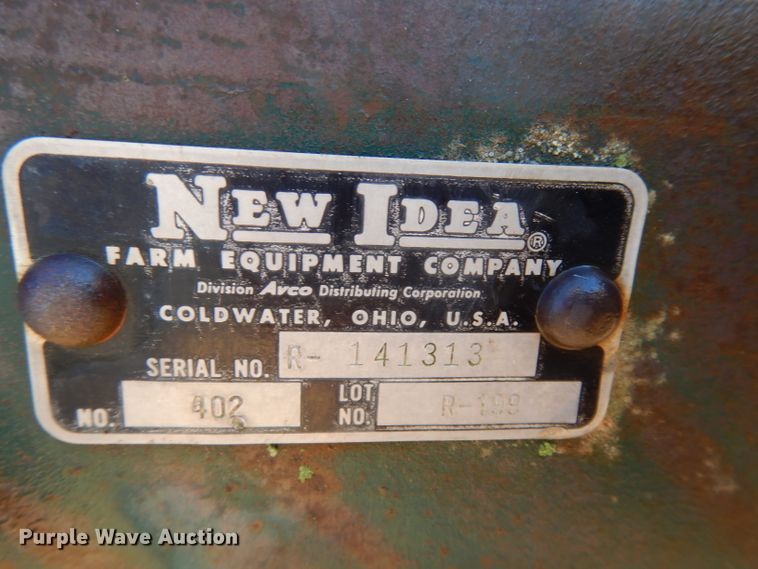 NEW IDEA®
FARM EQUIPMENT COMPANY
Division Avco Distributing Corporation
COLDWATER, OHIO, U.S.A.
SERIAL NO. R- 141313
NO. 402 LOT NO. R-199
Purple Wave Auction